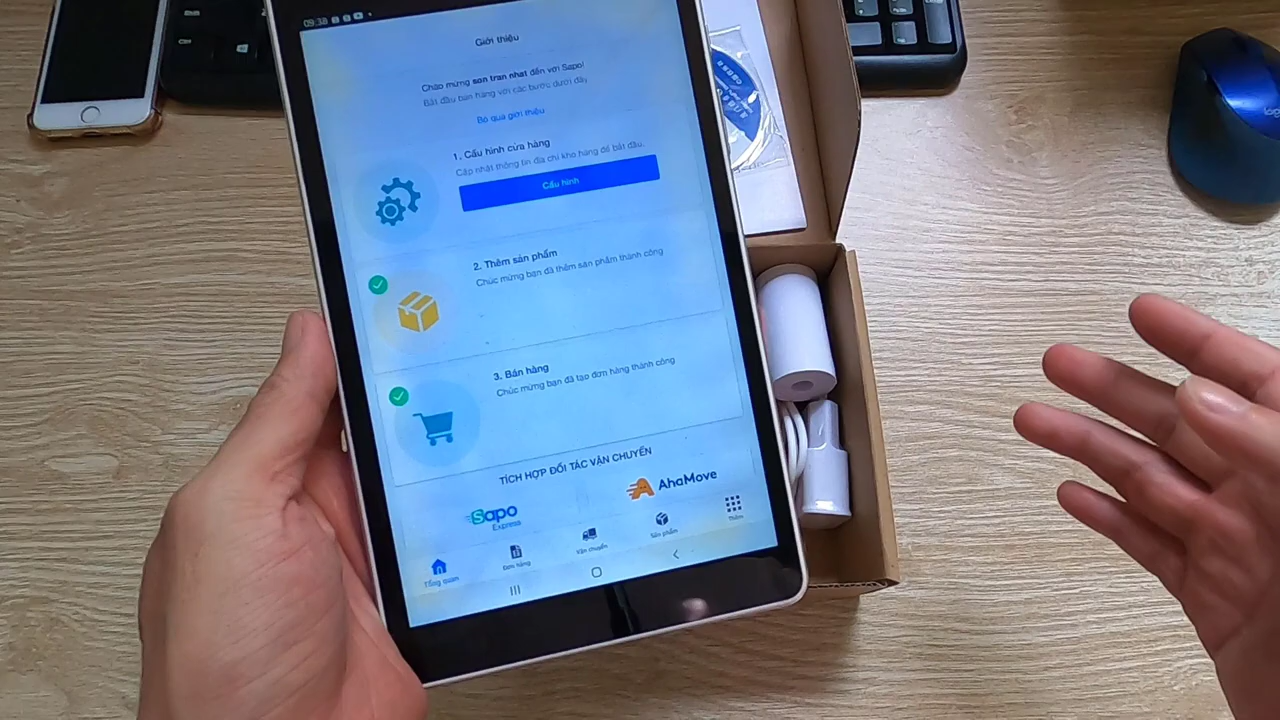 09:38
Giới thiệu
Chào mừng son tran nhat đến với Sapo!
Bắt đầu bán hàng với các bước dưới đây
Bỏ qua giới thiệu
1. Cấu hình cửa hàng
Cập nhật thông tin địa chỉ kho hàng để bắt đầu.
Cấu hình
2. Thêm sản phẩm
Chúc mừng bạn đã thêm sản phẩm thành công
3. Bán hàng
Chúc mừng bạn đã tạo đơn hàng thành công
TÍCH HỢP ĐỐI TÁC VẬN CHUYỂN
Sapo
Express
AhaMove
Tổng quan
Đơn hàng
Vận chuyển
Sản phẩm
Thêm
Ctrl